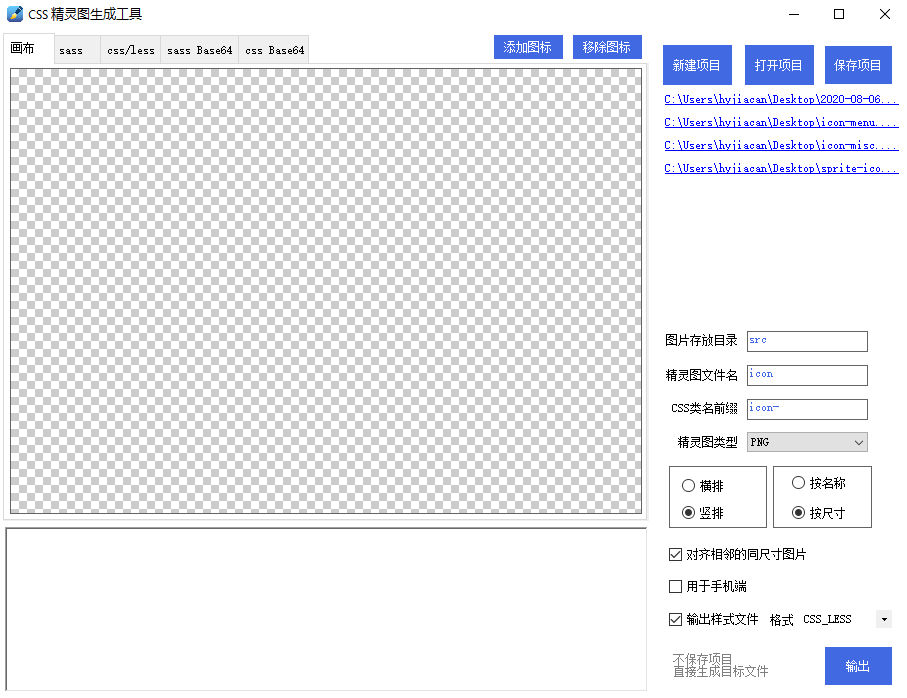 CSS 精灵图生成工具
画布 sass css/less sass Base64 css Base64 添加图标 移除图标
新建项目 打开项目 保存项目
C:\Users\hyjiacan\Desktop\2020-08-06...
C:\Users\hyjiacan\Desktop\icon-menu....
C:\Users\hyjiacan\Desktop\icon-misc....
C:\Users\hyjiacan\Desktop\sprite-ico...
图片存放目录 src
精灵图文件名 icon
CSS类名前缀 icon-
精灵图类型 PNG
横排 按名称
竖排 按尺寸
对齐相邻的同尺寸图片
用于手机端
输出样式文件 格式 CSS_LESS
不保存项目
直接生成目标文件
输出